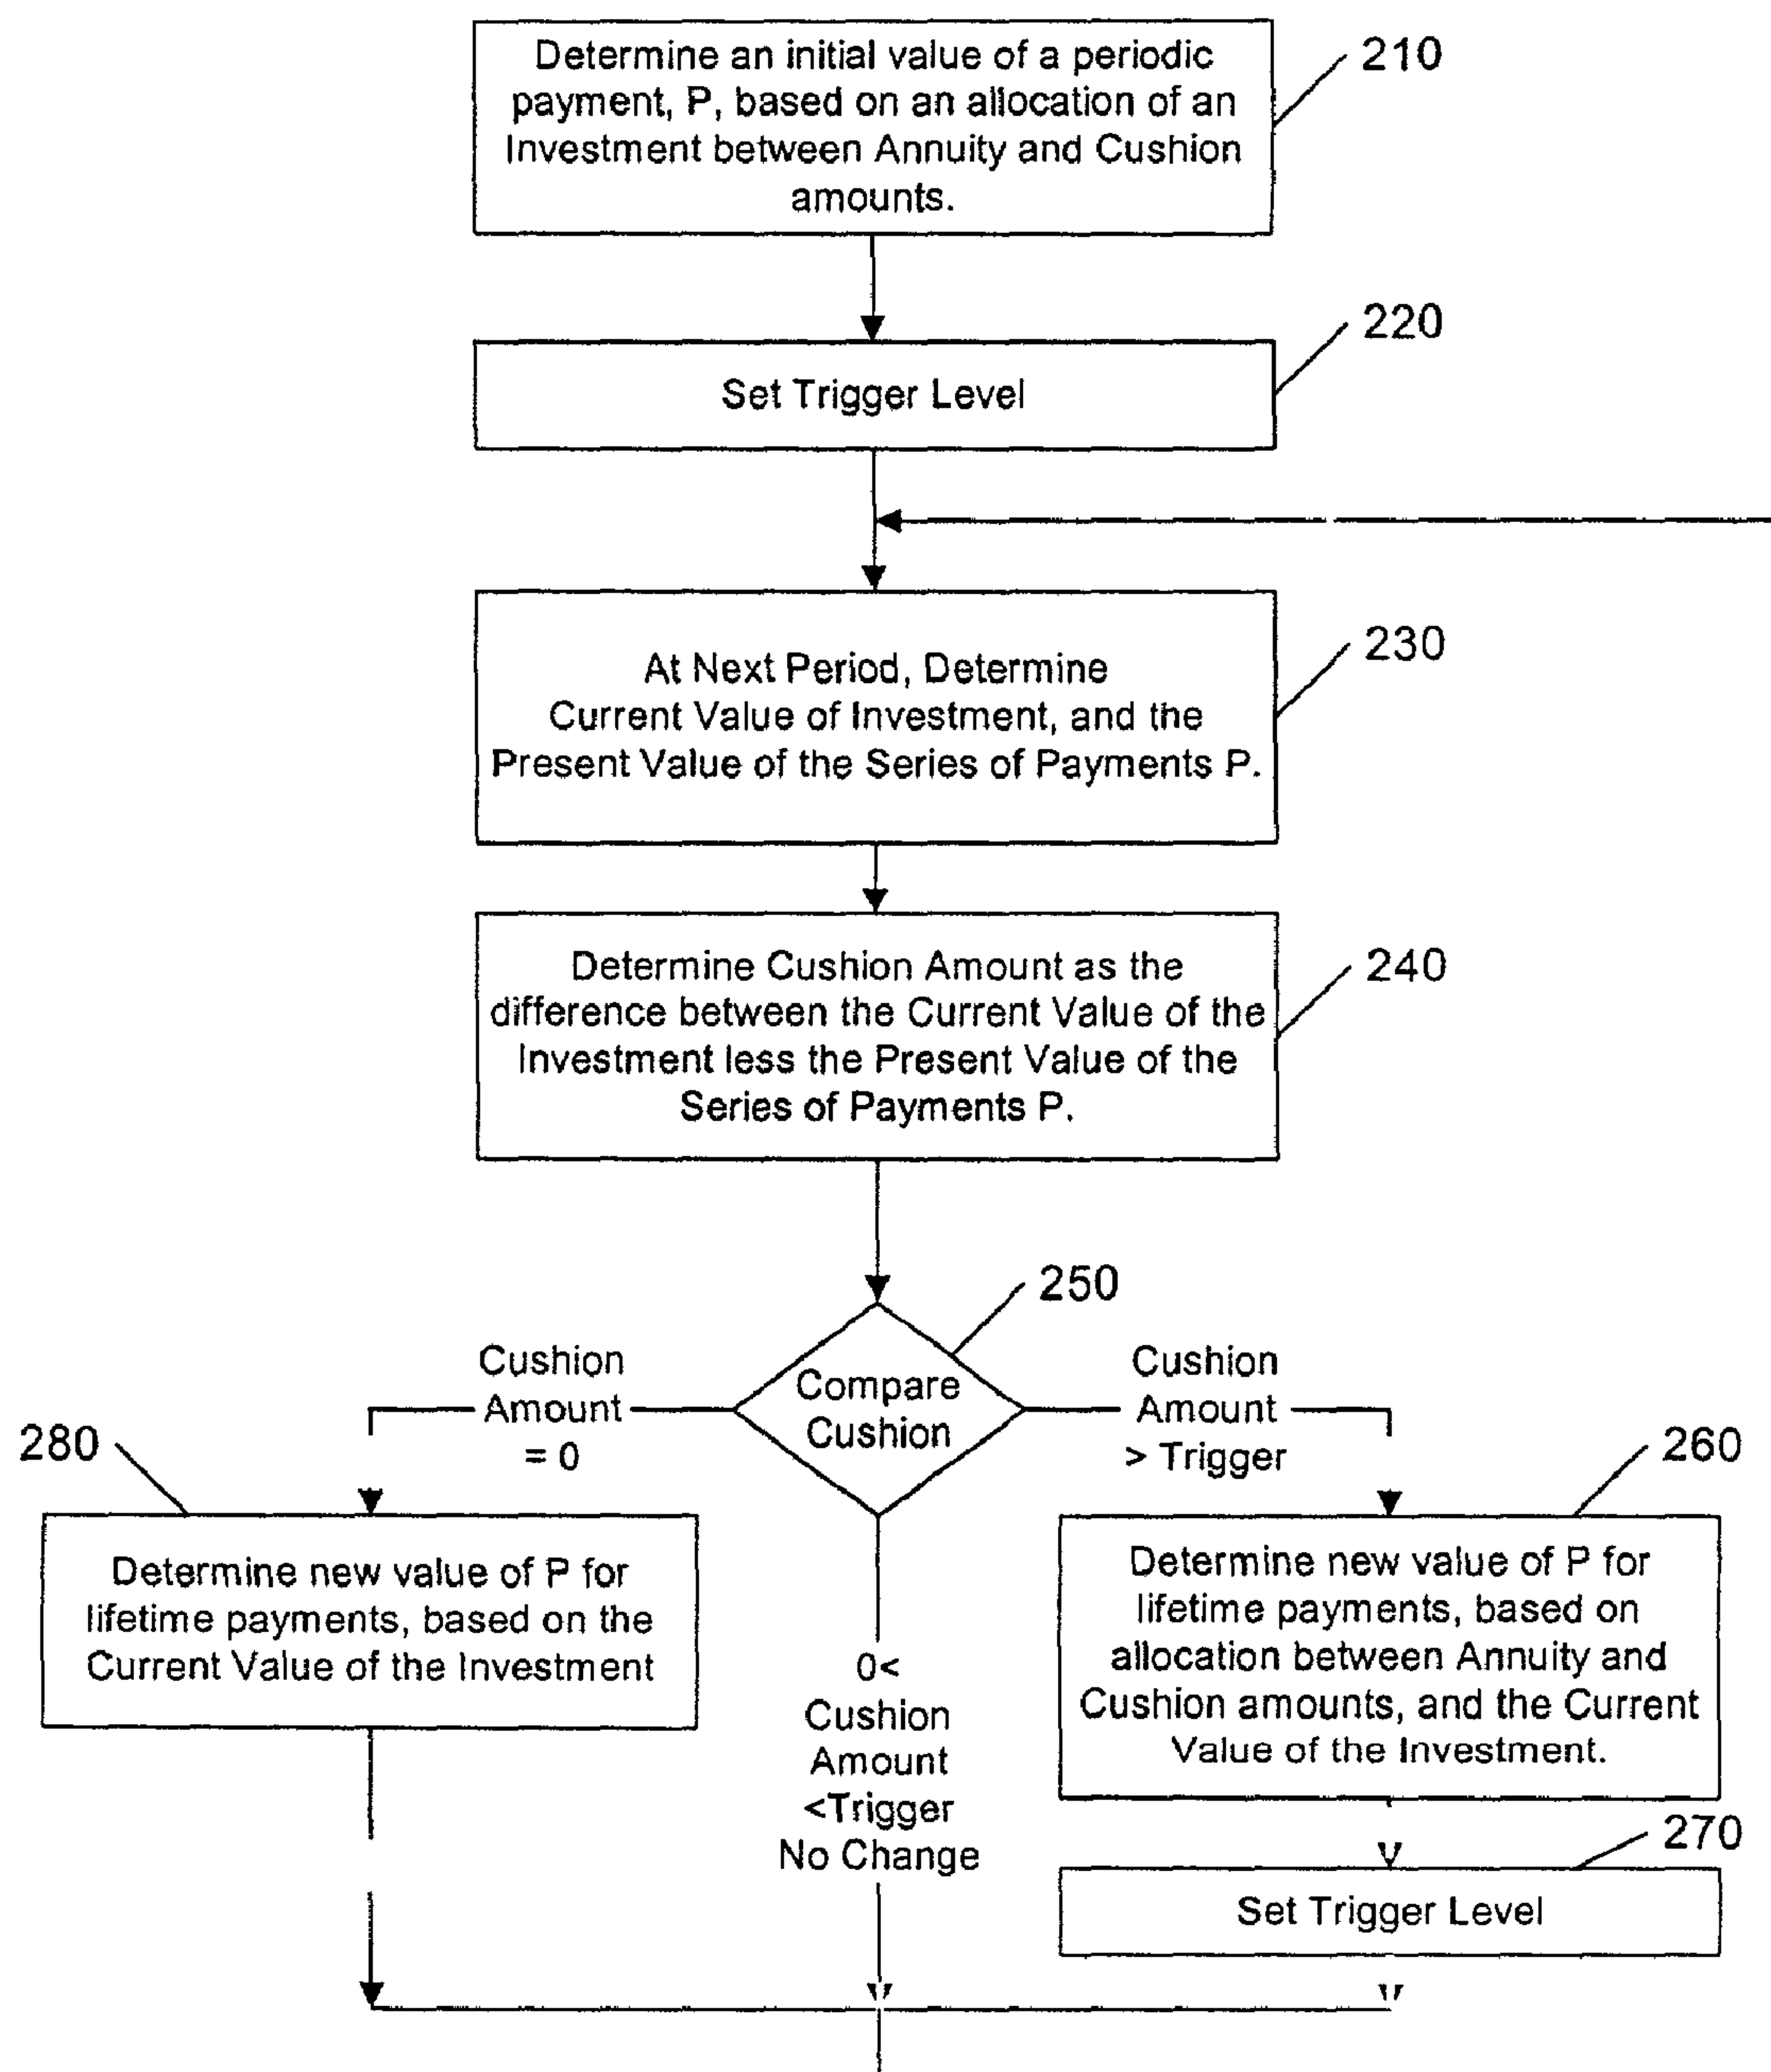 Determine an initial value of a periodic
payment, P, based on an allocation of an
Investment between Annuity and Cushion
amounts.
210
Set Trigger Level
220
At Next Period, Determine
Current Value of Investment, and the
Present Value of the Series of Payments P.
230
Determine Cushion Amount as the
difference between the Current Value of the
Investment less the Present Value of the
Series of Payments P.
240
250
Compare
Cushion
Cushion
Amount
= 0
Cushion
Amount
> Trigger
280
Determine new value of P for
lifetime payments, based on the
Current Value of the Investment
0<
Cushion
Amount
<Trigger
No Change
260
Determine new value of P for
lifetime payments, based on
allocation between Annuity and
Cushion amounts, and the Current
Value of the Investment.
270
Set Trigger Level